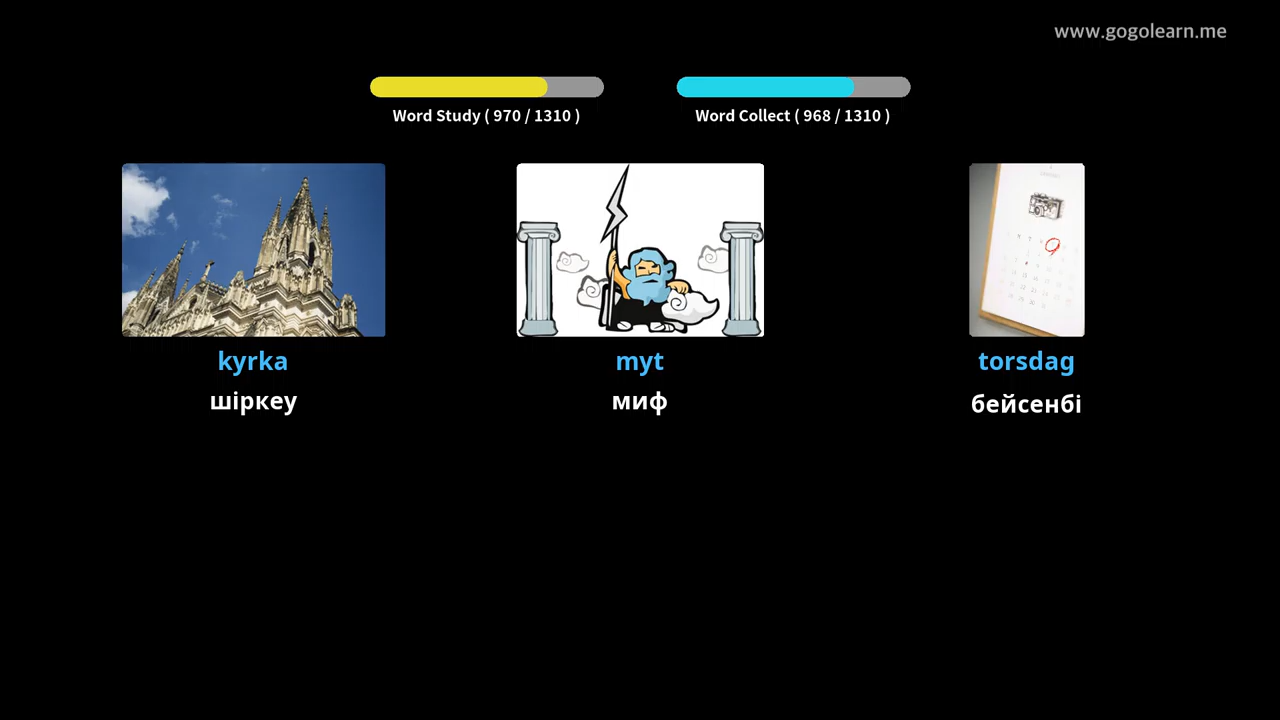 www.gogolearn.me
Word Study ( 970 / 1310 )
Word Collect ( 968 / 1310 )
kyrka
myt
torsdag
шіркеу
миф
бейсенбі